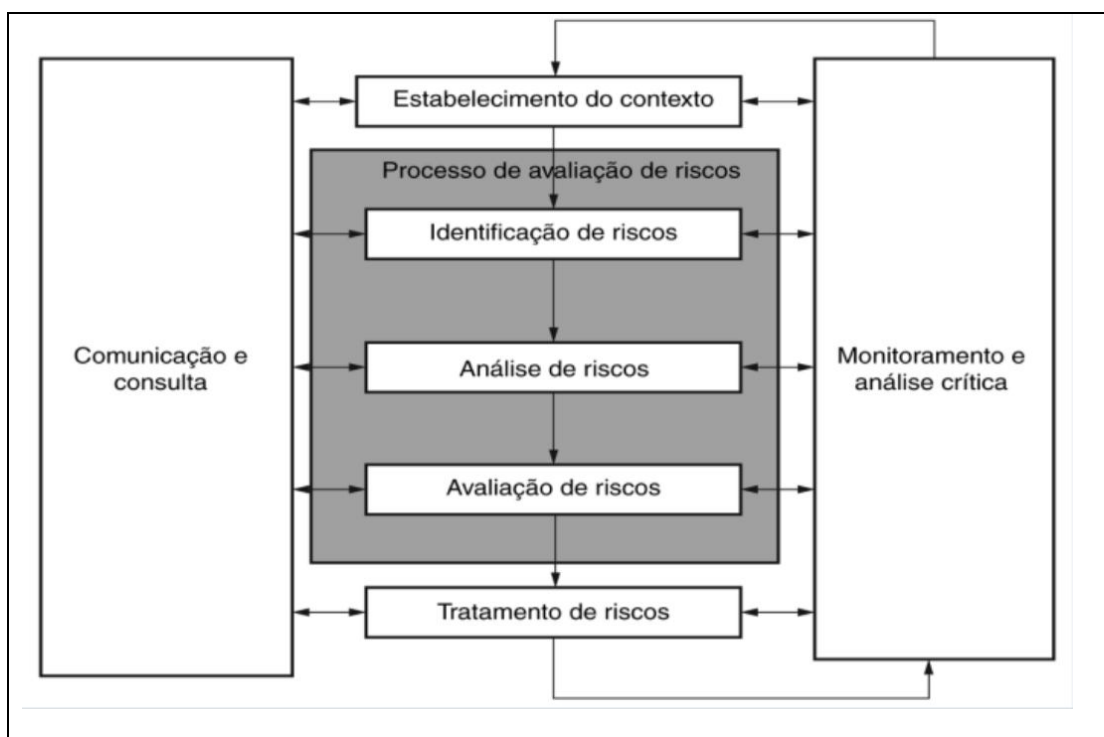 Estabelecimento do contexto
Processo de avaliação de riscos
Identificação de riscos
Comunicação e
consulta
Análise de riscos
Monitoramento e
análise crítica
Avaliação de riscos
Tratamento de riscos